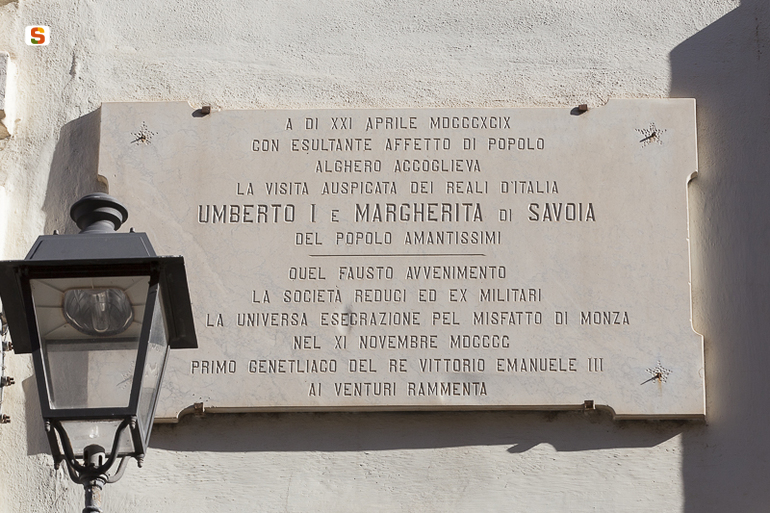 A DI XXI APRILE MDCCCXCIX
CON ESULTANTE AFFETTO DI POPOLO
ALGHERO ACCOGLIEVA
LA VISITA AUSPICATA DEI REALI D'ITALIA
UMBERTO I E MARGHERITA DI SAVOIA
DEL POPOLO AMANTISSIMI
QUEL FAUSTO AVVENIMENTO
LA SOCIETÀ REDUCI ED EX MILITARI
LA UNIVERSA ESECRAZIONE PEL MISFATTO DI MONZA
NEL XI NOVEMBRE MDCCCC
PRIMO GENETLIACO DEL RE VITTORIO EMANUELE III
AI VENTURI RAMMENTA